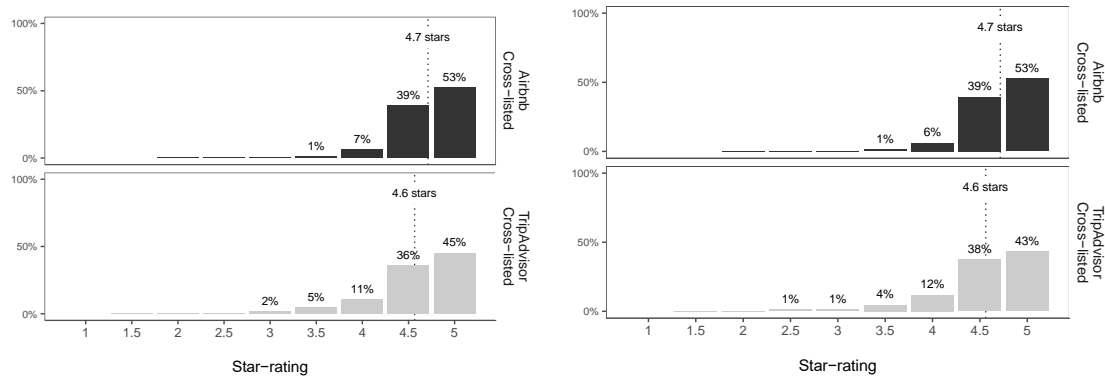 100%
50%
0%
4.7 stars
1%
7%
39%
53%
Airbnb
Cross−listed
100%
50%
0%
4.6 stars
2%
5%
11%
36%
45%
TripAdvisor
Cross−listed
1 1.5 2 2.5 3 3.5 4 4.5 5
Star−rating
100%
50%
0%
4.7 stars
1%
6%
39%
53%
Airbnb
Cross−listed
100%
50%
0%
4.6 stars
1%
1%
4%
12%
38%
43%
TripAdvisor
Cross−listed
1 1.5 2 2.5 3 3.5 4 4.5 5
Star−rating